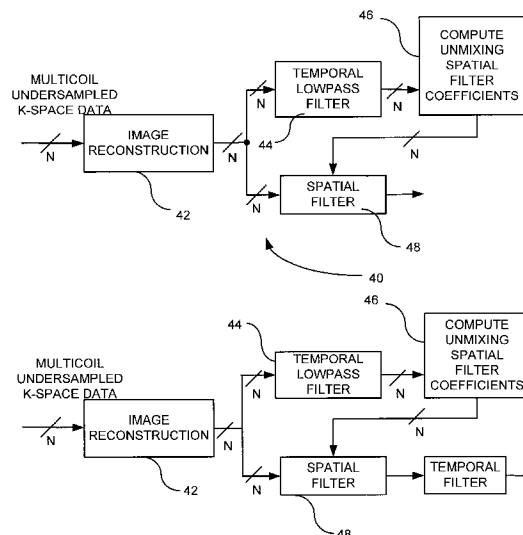 46
COMPUTE
UNMIXING
SPATIAL
FILTER
COEFFICIENTS
MULTICOIL
UNDERSAMPLED
K-SPACE DATA
TEMPORAL
LOWPASS
FILTER
N
N
44
IMAGE
RECONSTRUCTION
N
N
N
42
N
SPATIAL
FILTER
48
40
46
44
COMPUTE
UNMIXING
SPATIAL
FILTER
COEFFICIENTS
MULTICOIL
UNDERSAMPLED
K-SPACE DATA
TEMPORAL
LOWPASS
FILTER
N
N
IMAGE
RECONSTRUCTION
N
N
N
42
N
SPATIAL
FILTER
TEMPORAL
FILTER
48